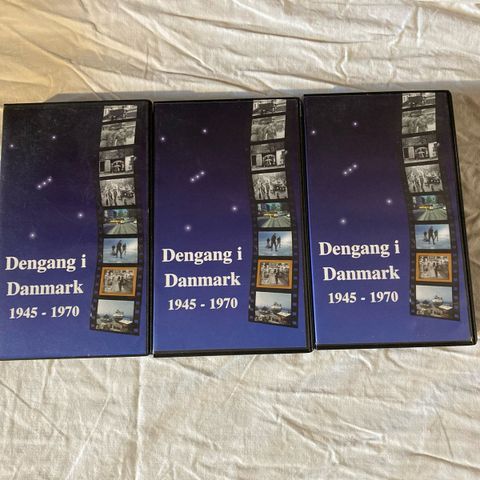 Dengang i
Danmark
1945 - 1970
Dengang i
Danmark
1945 - 1970
Dengang i
Danmark
1945 - 1970